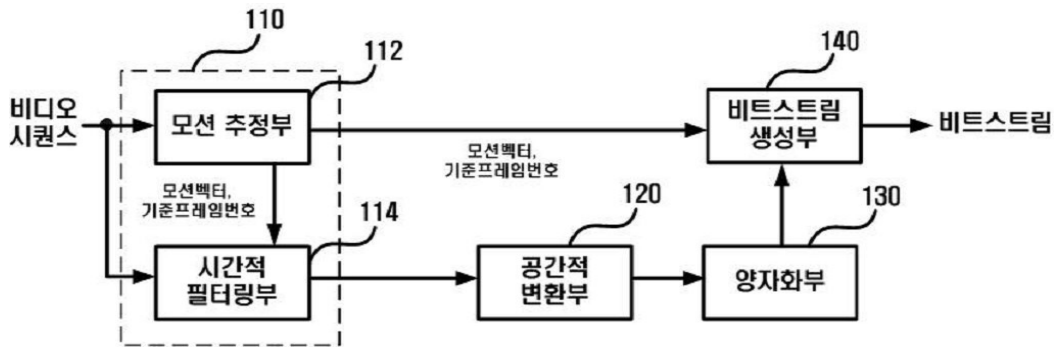 110
112
140
비디오
시퀀스
모션 추정부
비트스트림
생성부
비트스트림
모션벡터,
기준프레임번호
모션벡터,
기준프레임번호
114
120
130
시간적
필터링부
공간적
변환부
양자화부